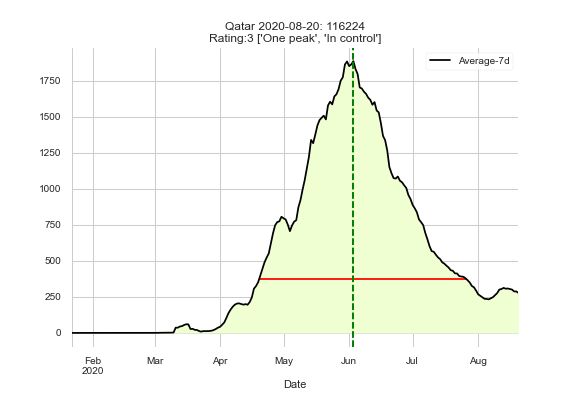 Qatar 2020-08-20: 116224
Rating:3 ['One peak', 'In control']
Average-7d
1750
1500
1250
1000
750
500
250
0
Feb Mar Apr May Jun Jul Aug
2020
Date